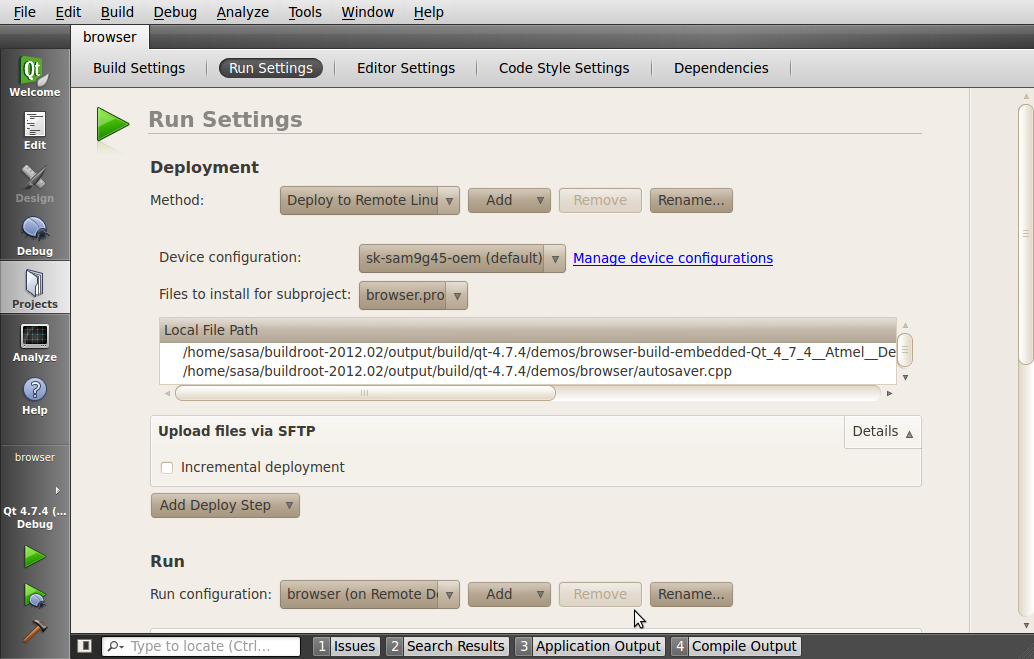 File Edit Build Debug Analyze Tools Window Help
browser
Build Settings Run Settings Editor Settings Code Style Settings Dependencies
Qt
Welcome
Edit
Design
Debug
Projects
Analyze
Help
browser
Qt 4.7.4 (...
Debug
Run Settings
Deployment
Method: Deploy to Remote Linu Add Remove Rename...
Device configuration: sk-sam9g45-oem (default) Manage device configurations
Files to install for subproject: browser.pro
Local File Path
/home/sasa/buildroot-2012.02/output/build/qt-4.7.4/demos/browser-build-embedded-Qt_4_7_4__Atmel__De
/home/sasa/buildroot-2012.02/output/build/qt-4.7.4/demos/browser/autosaver.cpp
Upload files via SFTP Details
Incremental deployment
Add Deploy Step
Run
Run configuration: browser (on Remote De Add Remove Rename...
Type to locate (Ctrl... 1 Issues 2 Search Results 3 Application Output 4 Compile Output